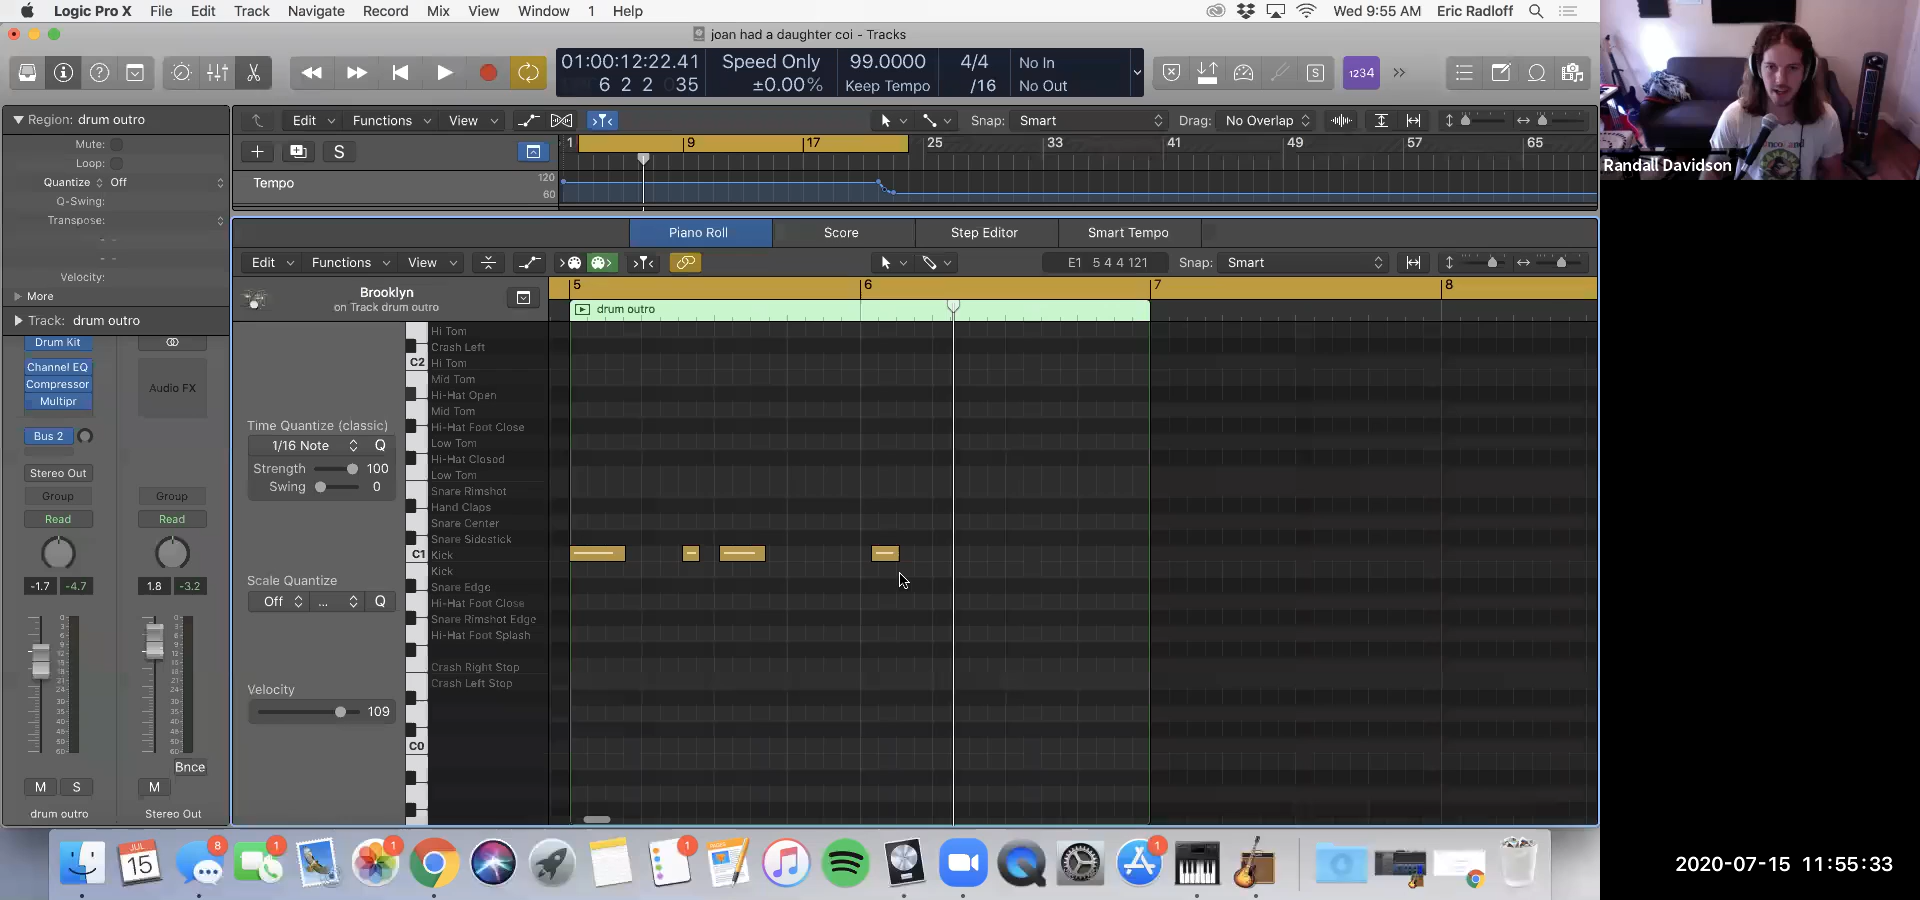 Logic Pro X File Edit Track Navigate Record Mix View Window 1 Help Wed 9:55 AM Eric Radloff
joan had a daughter coi - Tracks
01:00:12:22.41 Speed Only 99.0000 4/4 No In
6 2 2 035 ±0.00% Keep Tempo /16 No Out
S 1234
Region: drum outro
Edit Functions View Snap: Smart Drag: No Overlap
Mute:
Loop:
Quantize Off
Q-Swing:
Transpose:
Velocity:
More
Track: drum outro
S
1 9 17 25 33 41 49 57 65
Tempo 120
60
Randall Davidson
Piano Roll Score Step Editor Smart Tempo
Edit Functions View E1 5 4 4 121 Snap: Smart
5 6 7 8
Brooklyn
on Track drum outro
drum outro
Hi Tom
Crash Left
C2 Hi Tom
Mid Tom
Hi-Hat Open
Mid Tom
Hi-Hat Foot Close
Low Tom
Hi-Hat Closed
Low Tom
Snare Rimshot
Hand Claps
Snare Center
Snare Sidestick
C1 Kick
Kick
Snare Edge
Hi-Hat Foot Close
Snare Rimshot Edge
Hi-Hat Foot Splash
Crash Right Stop
Crash Left Stop
C0
Time Quantize (classic)
1/16 Note Q
Strength 100
Swing 0
Scale Quantize
Off ... Q
Velocity
109
Drum Kit
Channel EQ
Compressor Audio FX
Multipr
Bus 2
Stereo Out
Group Group
Read Read
-1.7 -4.7 1.8 -3.2
Bnce
M S M
drum outro Stereo Out
JUL
15
8 1 1 1 1
2020-07-15 11:55:33